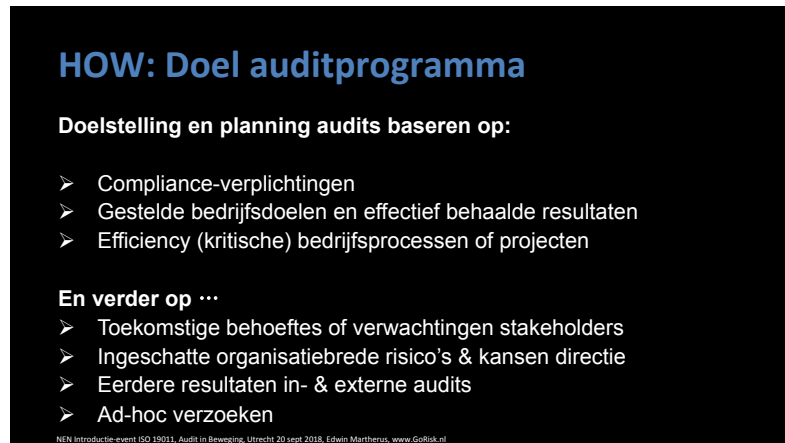 HOW: Doel auditprogramma
Doelstelling en planning audits baseren op:
➢ Compliance-verplichtingen
➢ Gestelde bedrijfsdoelen en effectief behaalde resultaten
➢ Efficiency (kritische) bedrijfsprocessen of projecten
En verder op ⋯
➢ Toekomstige behoeftes of verwachtingen stakeholders
➢ Ingeschatte organisatiebrede risico's & kansen directie
➢ Eerdere resultaten in- & externe audits
➢ Ad-hoc verzoeken
NEN Introductie-event ISO 19011, Audit in Beweging, Utrecht 20 sept 2018, Edwin Martherus, www.GoRisk.nl